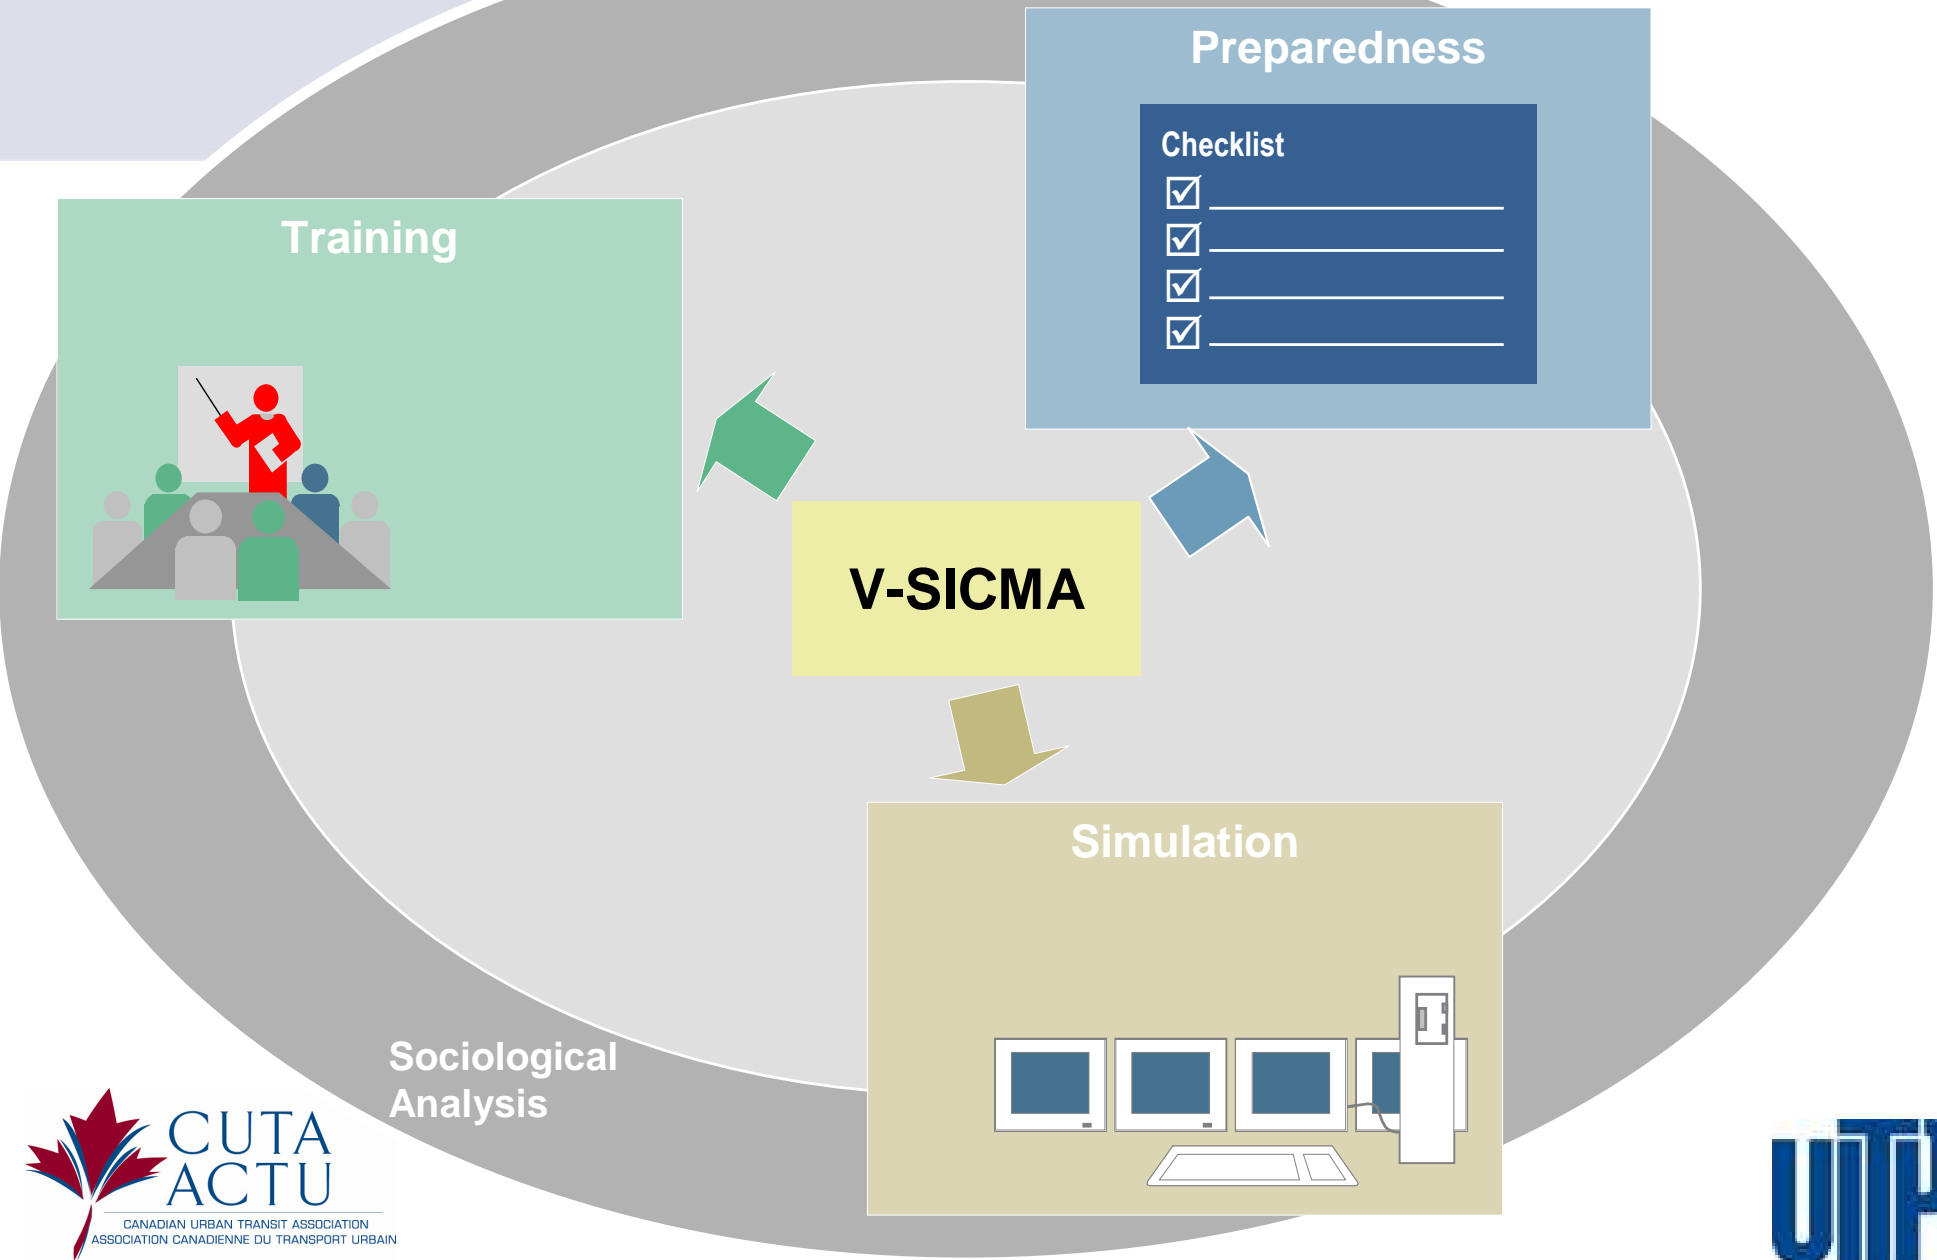 Preparedness
Checklist
Training
V-SICMA
Simulation
Sociological
Analysis
CUTA
ACTU
CANADIAN URBAN TRANSIT ASSOCIATION
ASSOCIATION CANADIENNE DU TRANSPORT URBAIN